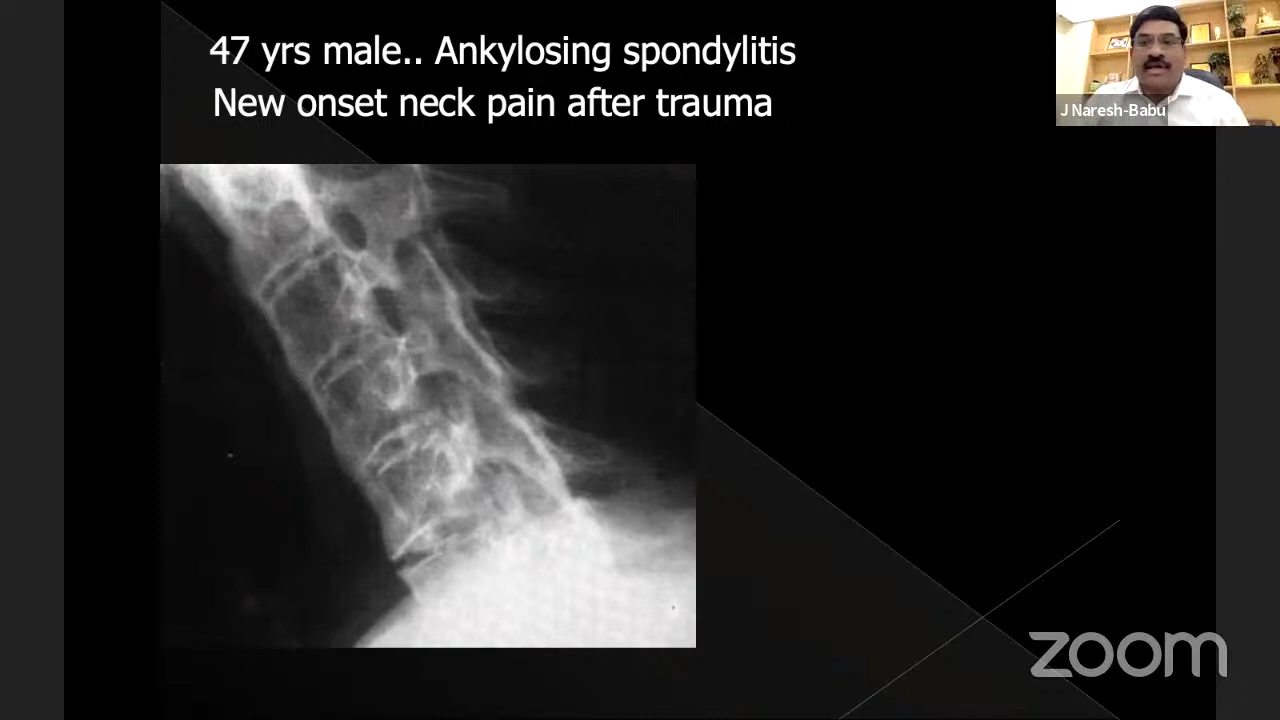 47 yrs male.. Ankylosing spondylitis
New onset neck pain after trauma
J Naresh-Babu
zoom